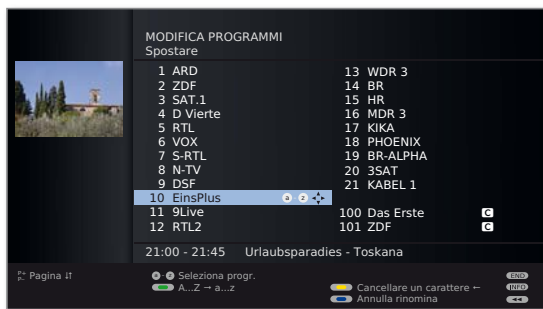 MODIFICA PROGRAMMI
Spostare
1 ARD
2 ZDF
3 SAT.1
4 D Vierte
5 RTL
6 VOX
7 S-RTL
8 N-TV
9 DSF
10 EinsPlus a z
11 9Live
12 RTL2
13 WDR 3
14 BR
15 HR
16 MDR 3
17 KIKA
18 PHOENIX
19 BR-ALPHA
20 3SAT
21 KABEL 1
100 Das Erste C
101 ZDF C
21:00 - 21:45 Urlaubsparadies - Toskana
P+ P- Pagina ↓↑
a-z Seleziona progr.
A...Z → a...z
Cancellare un carattere ←
Annulla rinomina
END
INFO